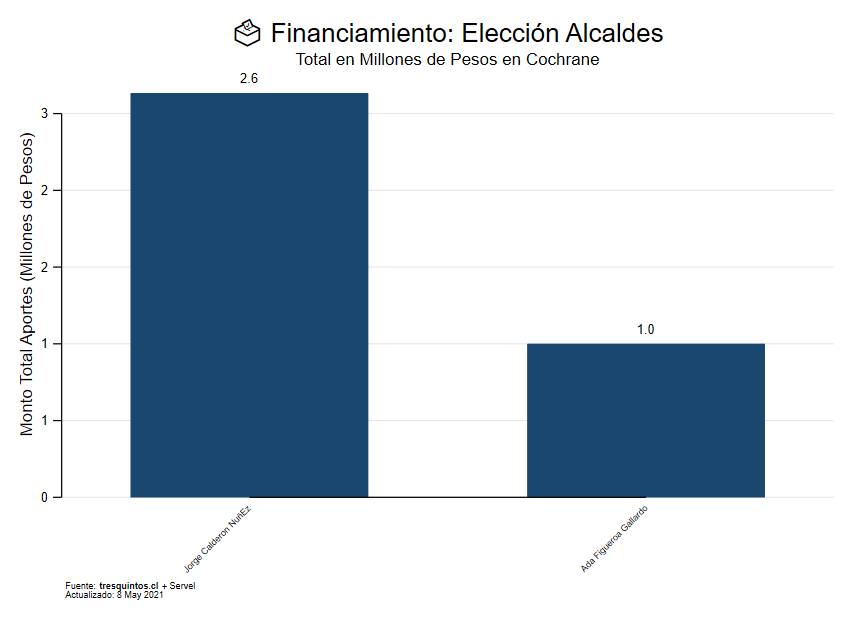 Financiamiento: Elección Alcaldes
Total en Millones de Pesos en Cochrane
Monto Total Aportes (Millones de Pesos)
3
2
2
1
1
0
2.6
1.0
Jorge Calderon NuñEz
Ada Figueroa Gallardo
Fuente: tresquintos.cl + Servel
Actualizado: 8 May 2021